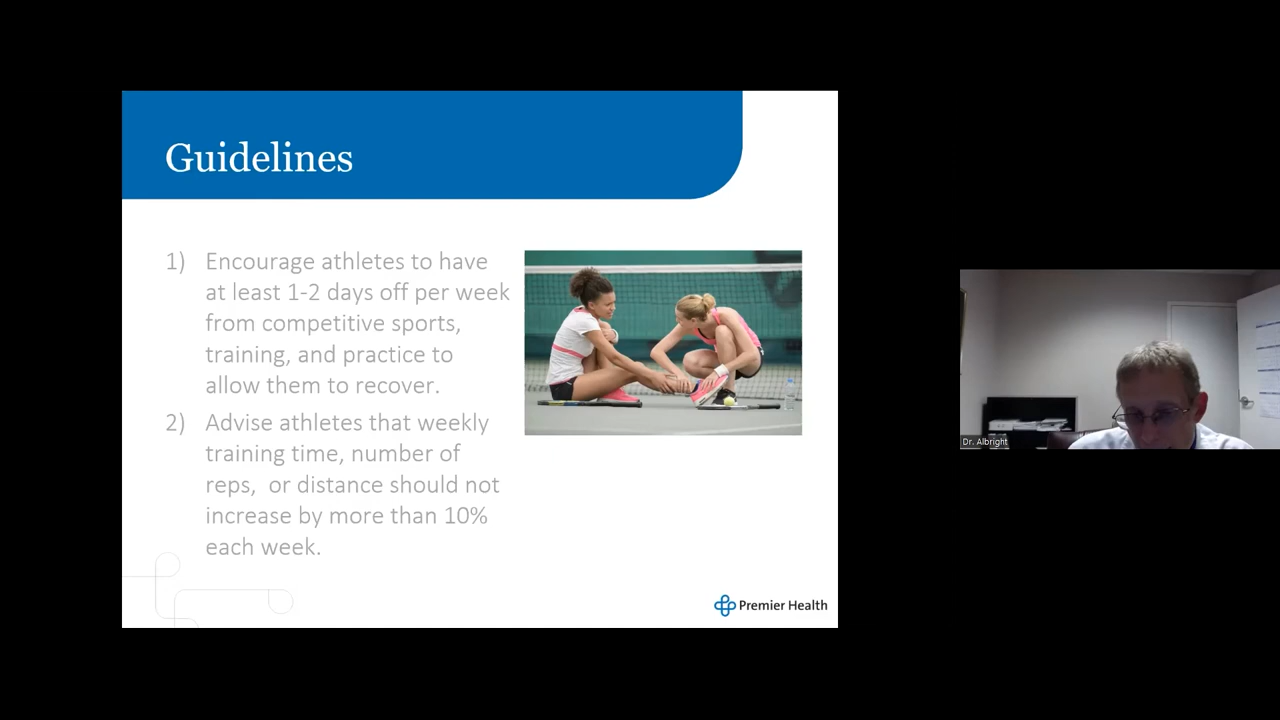 Guidelines
1) Encourage athletes to have
at least 1-2 days off per week
from competitive sports,
training, and practice to
allow them to recover.
2) Advise athletes that weekly
training time, number of
reps,  or distance should not
increase by more than 10%
each week.
Premier Health
Dr. Albright